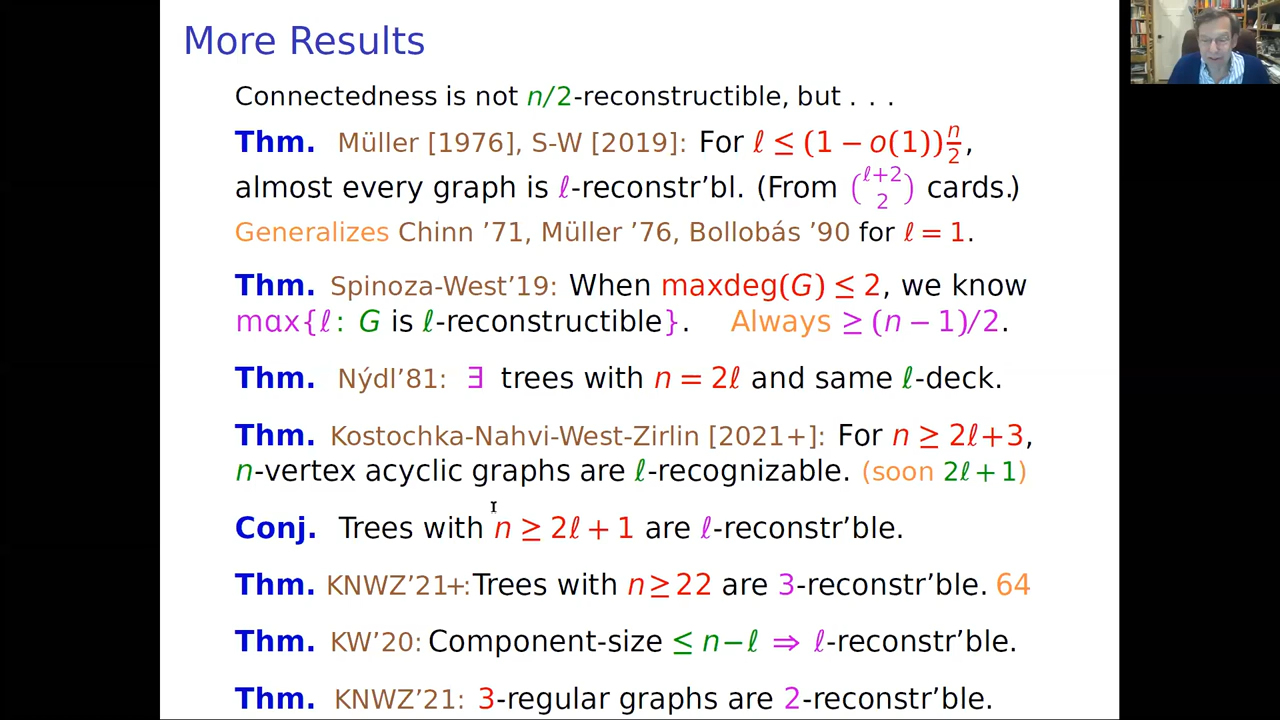 More Results
Connectedness is not n/2-reconstructible, but . . .
Thm. Müller [1976], S-W [2019]: For ℓ ≤ (1 − o(1))n/2,
almost every graph is ℓ-reconstr’bl. (From (ℓ+2 2) cards.)
Generalizes Chinn ’71, Müller ’76, Bollobás ’90 for ℓ = 1.
Thm. Spinoza-West’19: When maxdeg(G) ≤ 2, we know
max{ℓ: G is ℓ-reconstructible}. Always ≥ (n − 1)/2.
Thm. Nýdl’81: ∃ trees with n = 2ℓ and same ℓ-deck.
Thm. Kostochka-Nahvi-West-Zirlin [2021+]: For n ≥ 2ℓ+3,
n-vertex acyclic graphs are ℓ-recognizable. (soon 2ℓ+1)
Conj. Trees with n ≥ 2ℓ + 1 are ℓ-reconstr’ble.
Thm. KNWZ’21+: Trees with n≥22 are 3-reconstr’ble. 64
Thm. KW’20: Component-size ≤ n−ℓ ⇒ ℓ-reconstr’ble.
Thm. KNWZ’21: 3-regular graphs are 2-reconstr’ble.